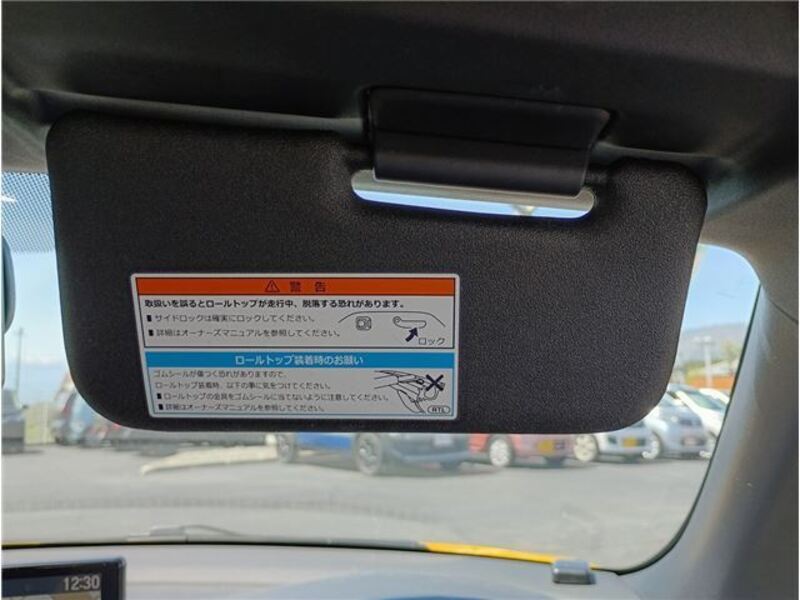 警 告
取扱いを誤るとロールトップが走行中、脱落する恐れがあります。
■ サイドロックは確実にロックしてください。
■ 詳細はオーナーズマニュアルを参照してください。
ロック
ロールトップ装着時のお願い
ゴムシールが傷つく恐れがありますので、
ロールトップ装着時、以下の事に気をつけてください。
■ ロールトップの金具をゴムシールに当てないように注意してください。
■ 詳細はオーナーズマニュアルを参照してください。
RTL
12:30